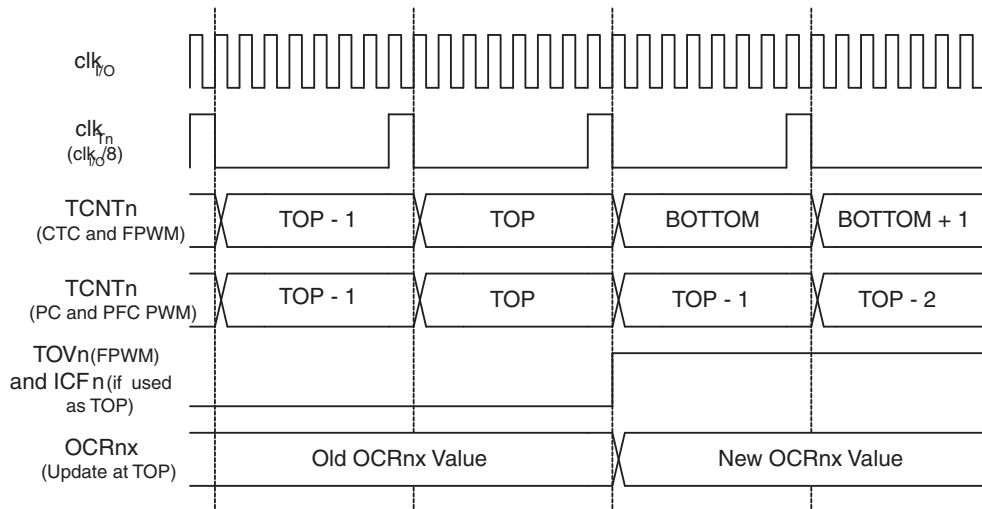 clkI/O
clkTn
(clkI/O/8)
TCNTn
(CTC and FPWM)
TOP - 1 TOP BOTTOM BOTTOM + 1
TCNTn
(PC and PFC PWM)
TOP - 1 TOP TOP - 1 TOP - 2
TOVn(FPWM)
and ICFn(if used
as TOP)
OCRnx
(Update at TOP)
Old OCRnx Value New OCRnx Value